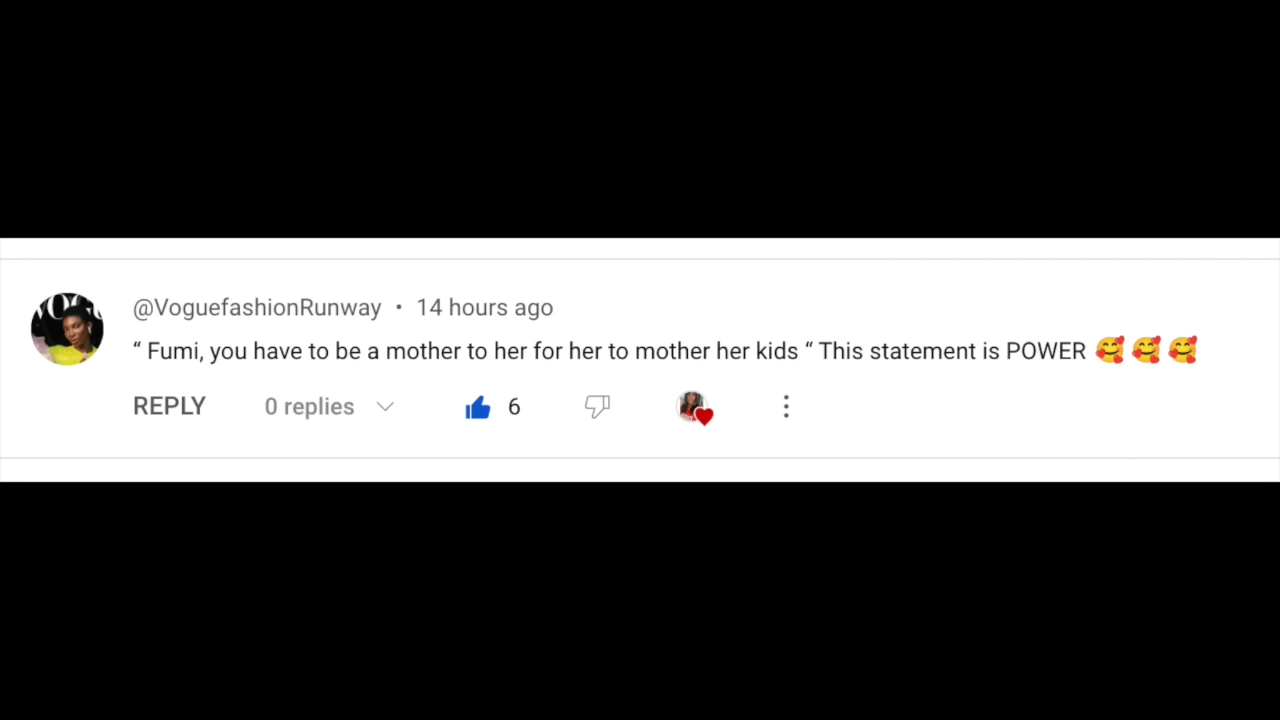 @VoguefashionRunway • 14 hours ago
“ Fumi, you have to be a mother to her for her to mother her kids “ This statement is POWER 🥰 🥰 🥰
REPLY 0 replies 6